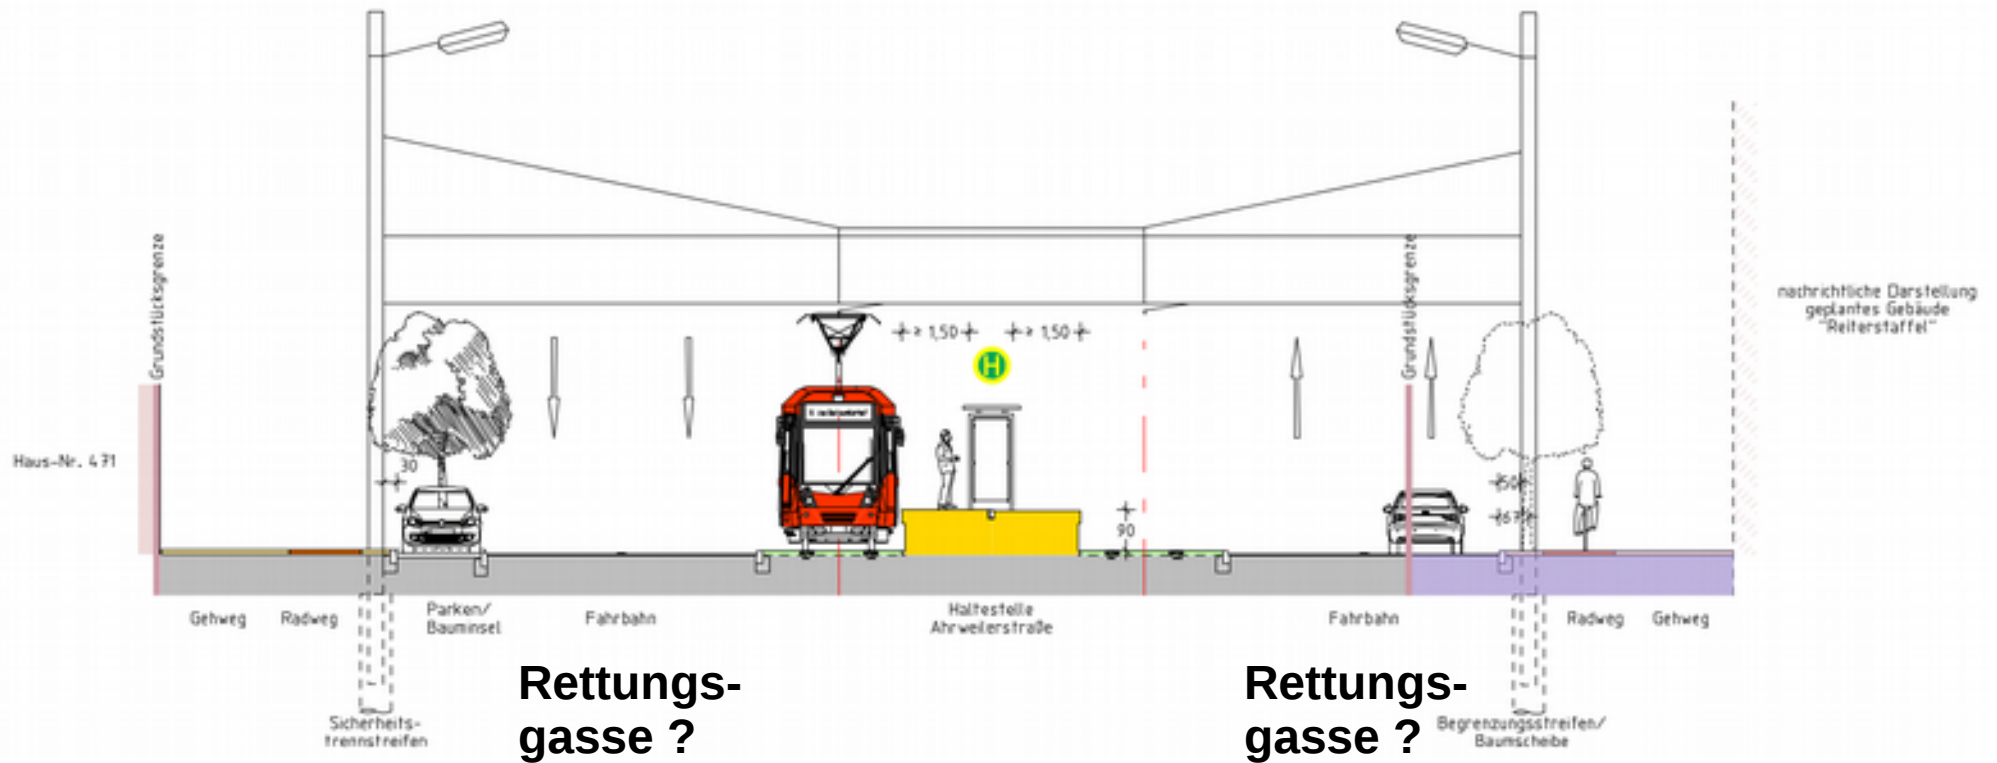 Grundstücksgrenze
Grundstücksgrenze
≥ 1,50
≥ 1,50
H
nachrichtliche Darstellung
geplantes Gebäude
"Reiterstaffel"
Haus-Nr. 471
30
50
90
Gehweg
Radweg
Parken/
Bauminsel
Fahrbahn
Haltestelle
Ahrweilerstraße
Fahrbahn
Radweg
Gehweg
Rettungs-
gasse ?
Rettungs-
gasse ?
Sicherheits-
trennstreifen
Begrenzungsstreifen/
Baumscheibe